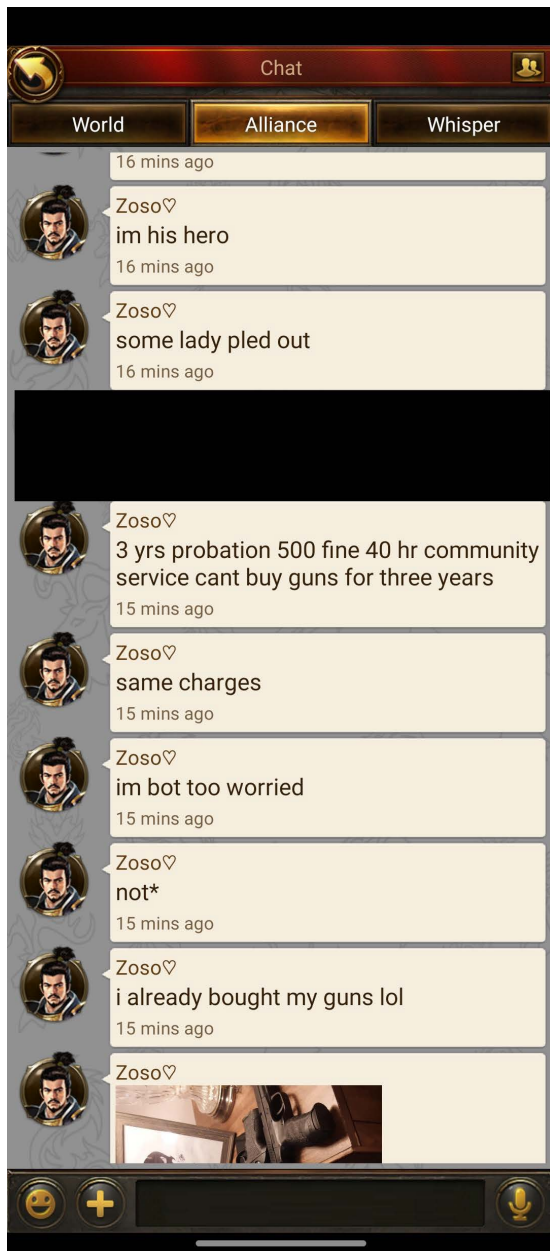 Chat
World
Alliance
Whisper
16 mins ago
Zoso♡
im his hero
16 mins ago
Zoso♡
some lady pled out
16 mins ago
Zoso♡
3 yrs probation 500 fine 40 hr community
service cant buy guns for three years
15 mins ago
Zoso♡
same charges
15 mins ago
Zoso♡
im bot too worried
15 mins ago
Zoso♡
not*
15 mins ago
Zoso♡
i already bought my guns lol
15 mins ago
Zoso♡